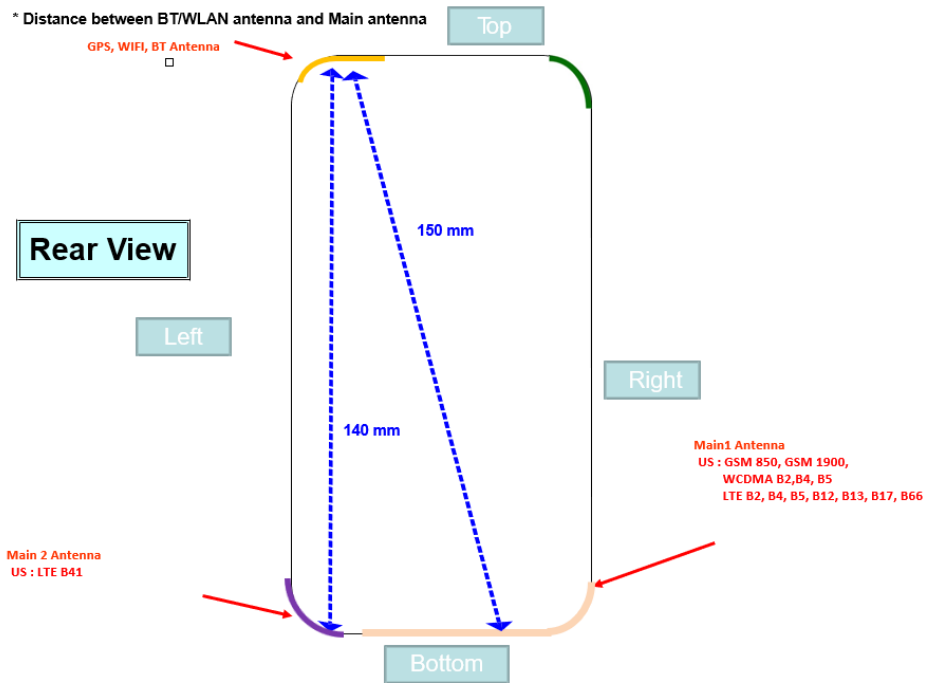 * Distance between BT/WLAN antenna and Main antenna
Top
GPS, WIFI, BT Antenna
150 mm
Rear View
Left
Right
140 mm
Main1 Antenna
US : GSM 850, GSM 1900,
WCDMA B2,B4, B5
LTE B2, B4, B5, B12, B13, B17, B66
Main 2 Antenna
US : LTE B41
Bottom